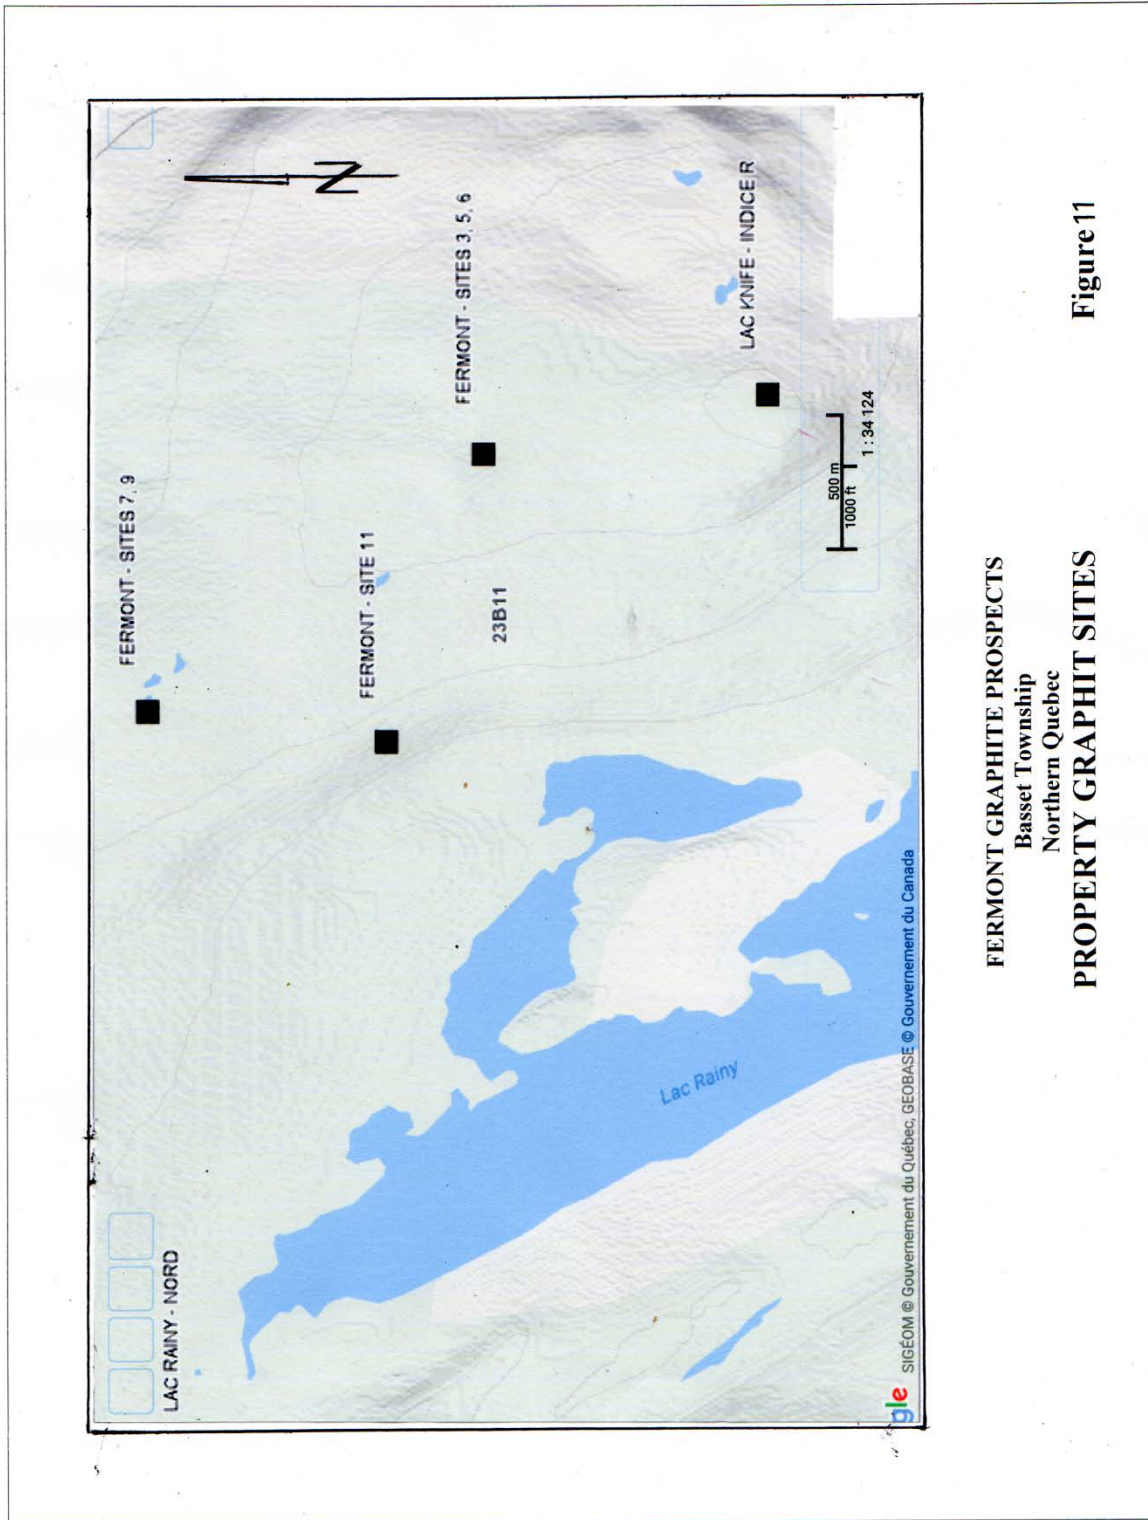 LAC RAINY - NORD
FERMONT - SITES 7, 9
N
FERMONT - SITE 11
FERMONT - SITES 3, 5, 6
23B11
Lac Rainy
LAC KNIFE - INDICE R
500 m
1000 ft
1 : 34 124
gle SIGÉOM © Gouvernement du Québec, GEOBASE © Gouvernement du Canada
FERMONT GRAPHITE PROSPECTS
Basset Township
Northern Quebec
PROPERTY GRAPHIT SITES
Figure 11